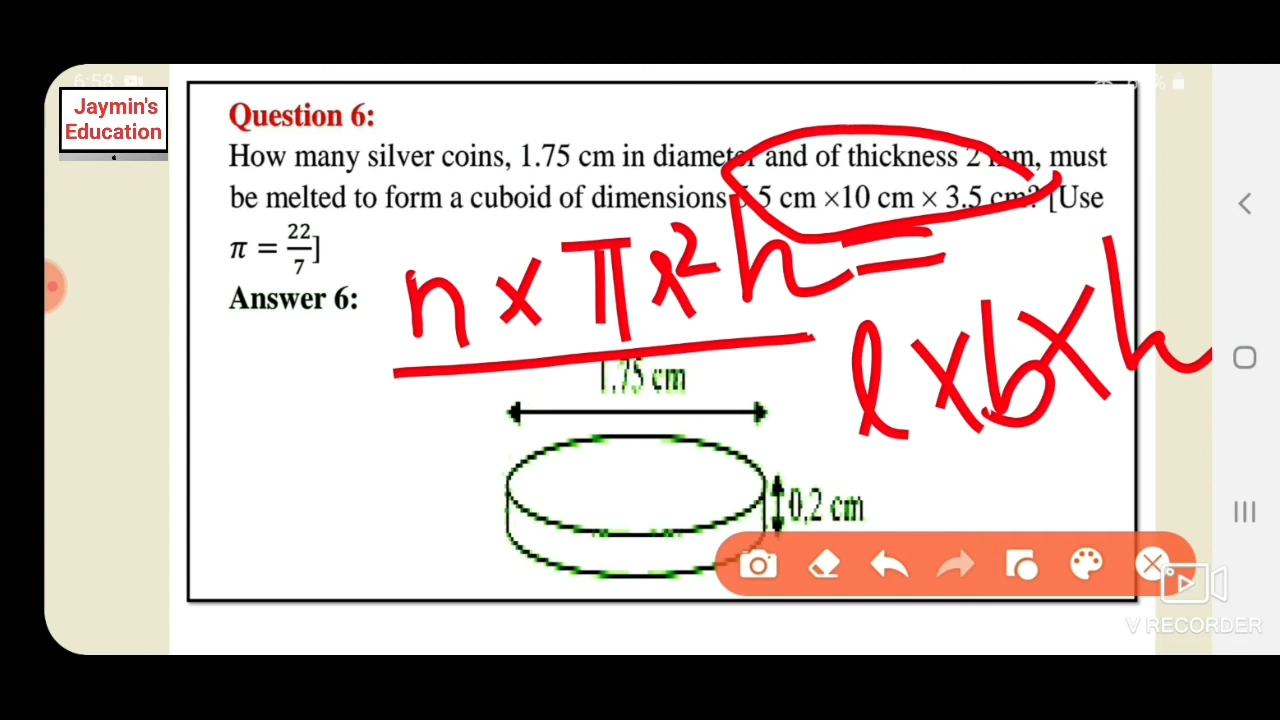 6:58
Jaymin's
Education
Question 6:
How many silver coins, 1.75 cm in diameter and of thickness 2 mm, must
be melted to form a cuboid of dimensions 5.5 cm ×10 cm × 3.5 cm? [Use
π = 22/7]
Answer 6:
n × πr²h =
l×b×h
1.75 cm
0.2 cm
V RECORDER